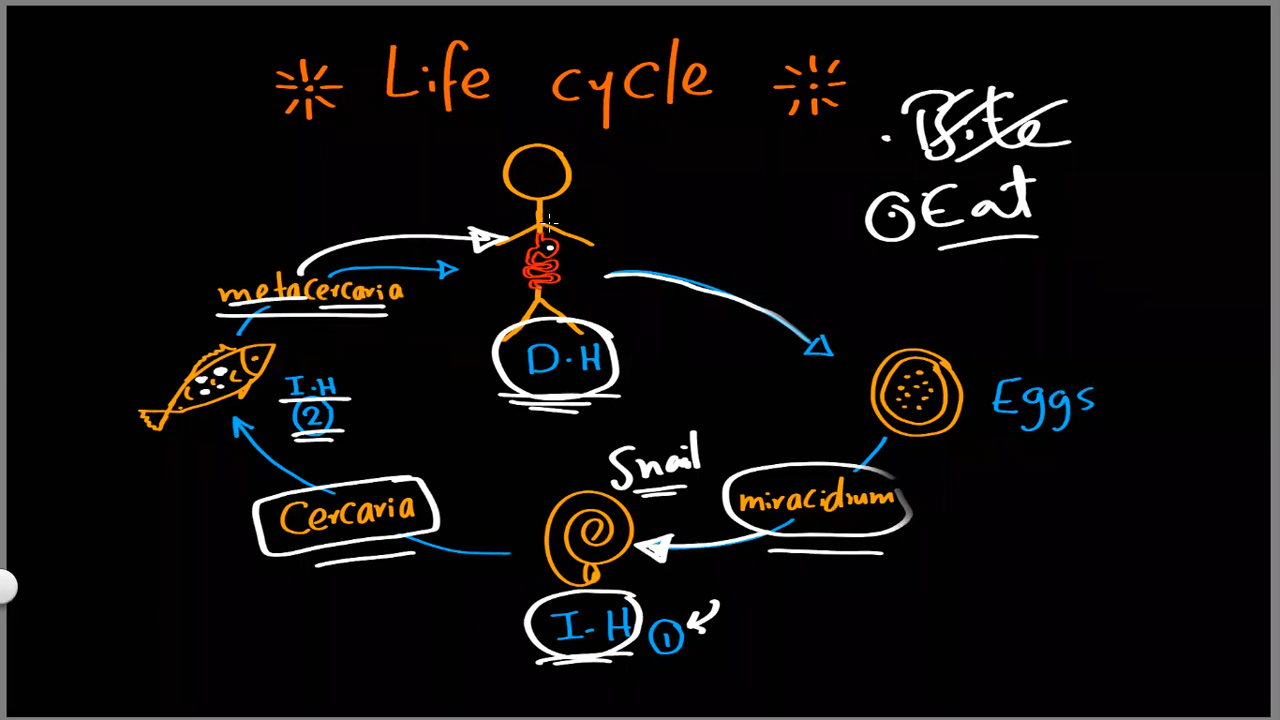 Life cycle
Bite
Eat
metacercaria
D.H
I.H
2
Eggs
Snail
miracidium
Cercaria
I-H 1